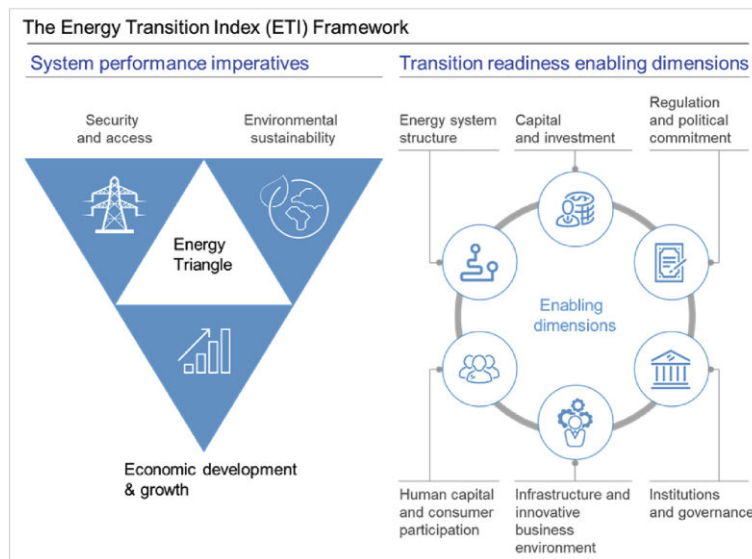 The Energy Transition Index (ETI) Framework
System performance imperatives
Transition readiness enabling dimensions
Security
and access
Environmental
sustainability
Energy
Triangle
Economic development
& growth
Energy system
structure
Capital
and investment
Regulation
and political
commitment
Enabling
dimensions
Human capital
and consumer
participation
Infrastructure and
innovative
business
environment
Institutions
and governance